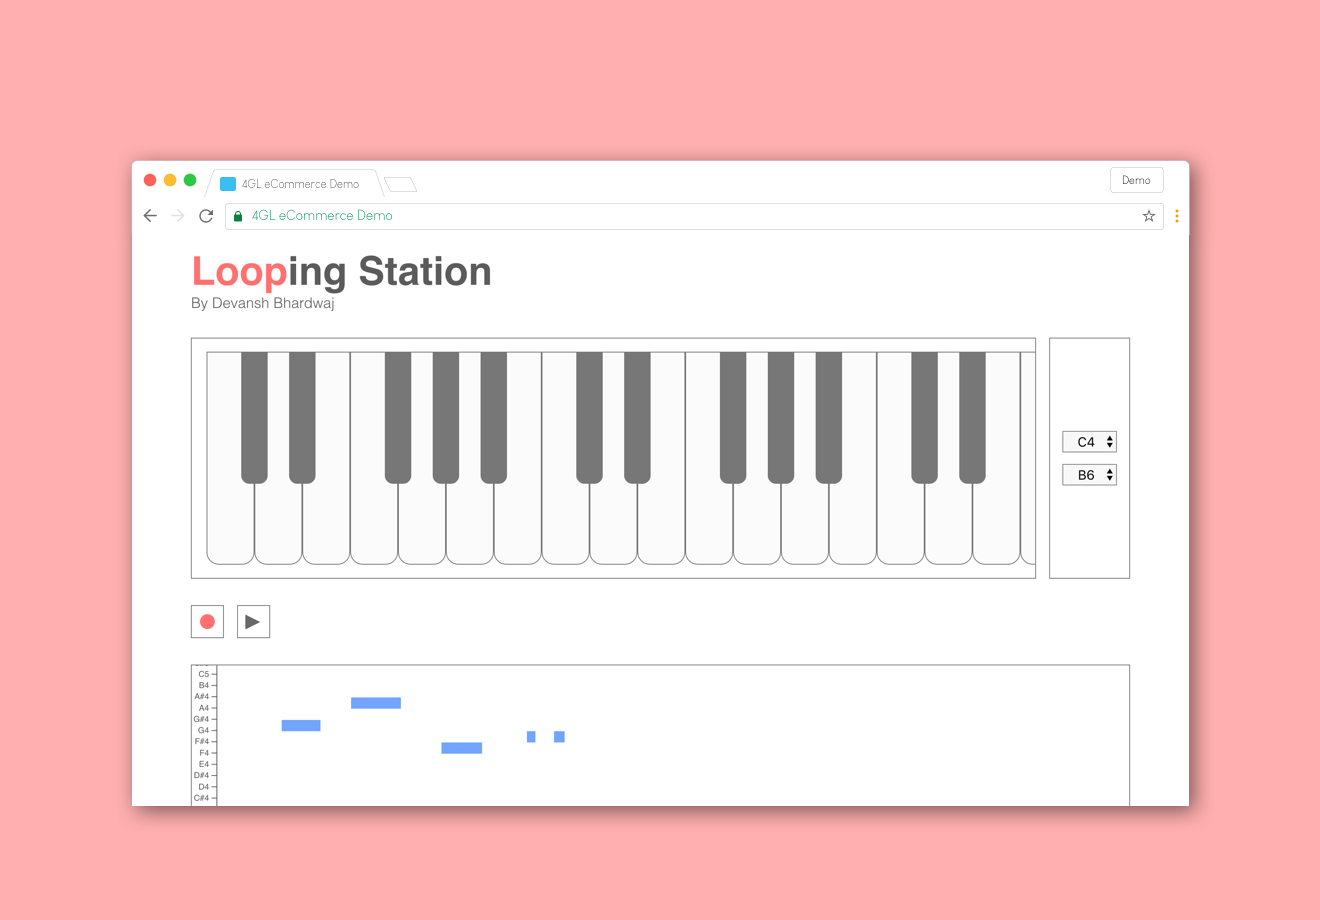 4GL eCommerce Demo
Demo
4GL eCommerce Demo
Looping Station
By Devansh Bhardwaj
C4
B6
C5
B4
A#4
A4
G#4
G4
F#4
F4
E4
D#4
D4
C#4